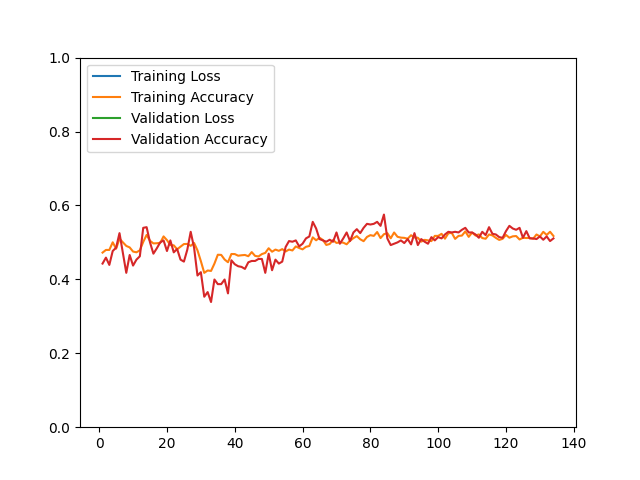 1.0
0.8
0.6
0.4
0.2
0.0
Training Loss
Training Accuracy
Validation Loss
Validation Accuracy
0 20 40 60 80 100 120 140